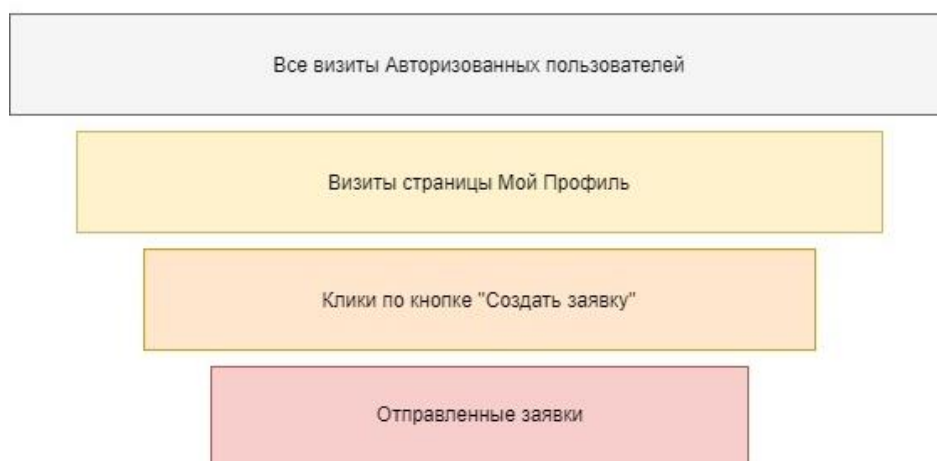 Все визиты Авторизованных пользователей
Визиты страницы Мой Профиль
Клики по кнопке "Создать заявку"
Отправленные заявки